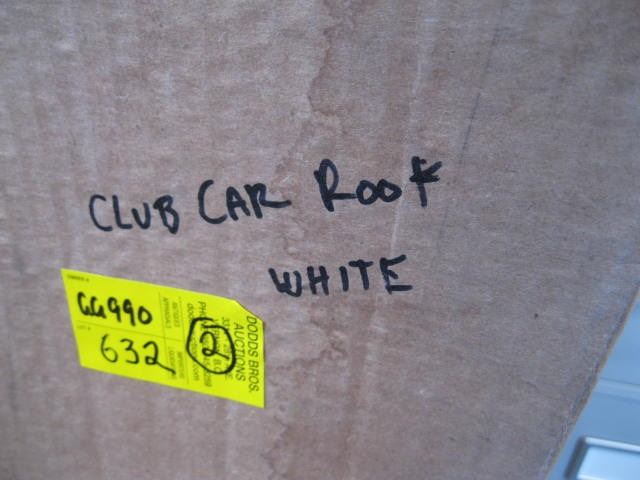 CLUB CAR ROOF
WHITE
GG990
632
2
DODDS BROS.
AUCTIONS